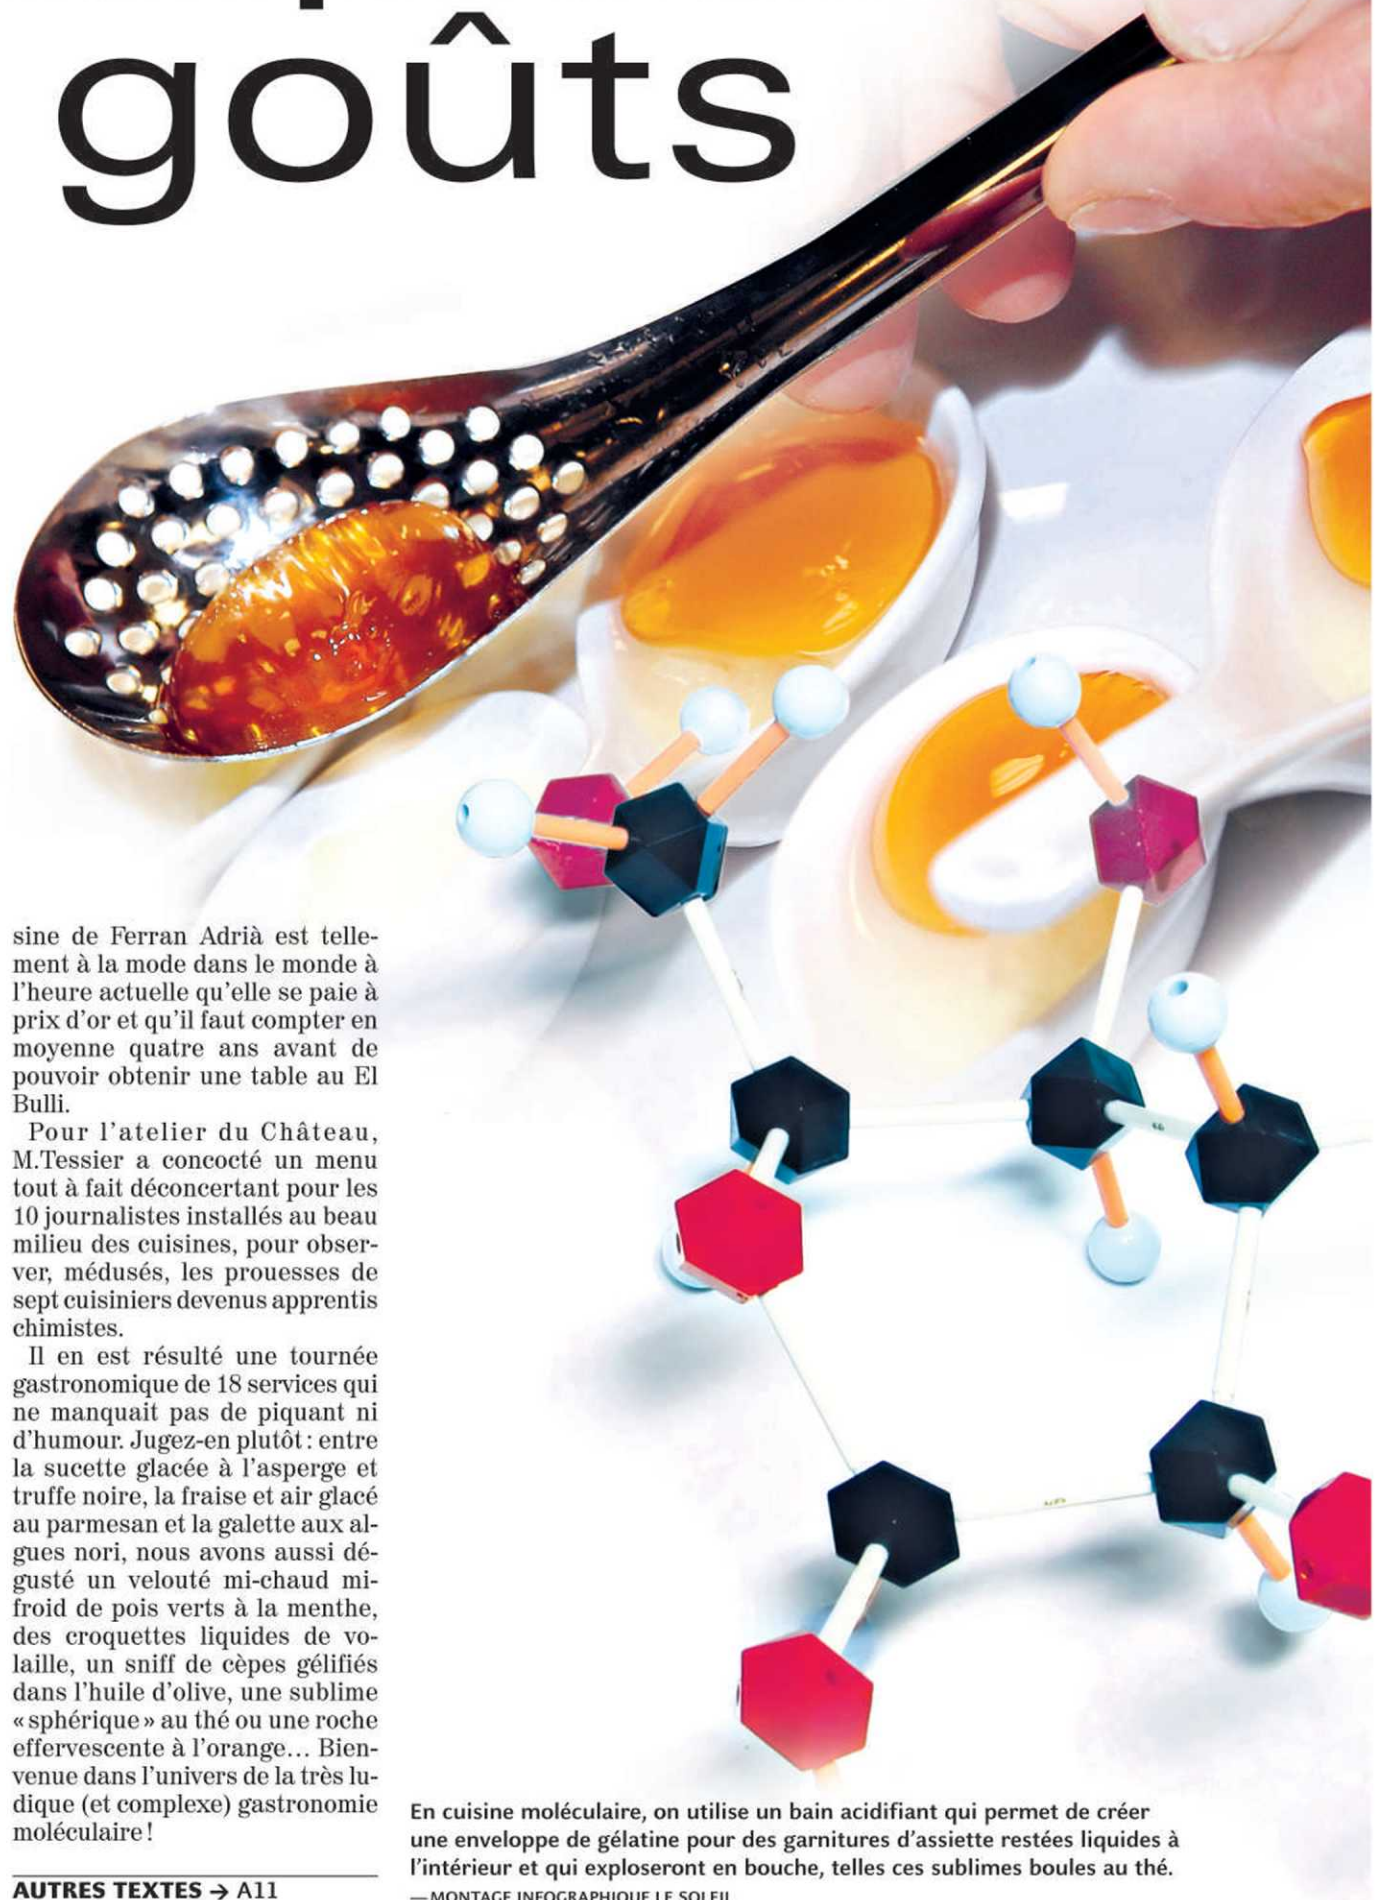 goûts
sine de Ferran Adrià est telle-
ment à la mode dans le monde à
l'heure actuelle qu'elle se paie à
prix d'or et qu'il faut compter en
moyenne quatre ans avant de
pouvoir obtenir une table au El
Bulli.
Pour l'atelier du Château,
M.Tessier a concocté un menu
tout à fait déconcertant pour les
10 journalistes installés au beau
milieu des cuisines, pour obser-
ver, médusés, les prouesses de
sept cuisiniers devenus apprentis
chimistes.
Il en est résulté une tournée
gastronomique de 18 services qui
ne manquait pas de piquant ni
d'humour. Jugez-en plutôt : entre
la sucette glacée à l'asperge et
truffe noire, la fraise et air glacé
au parmesan et la galette aux al-
gues nori, nous avons aussi dé-
gusté un velouté mi-chaud mi-
froid de pois verts à la menthe,
des croquettes liquides de vo-
laille, un sniff de cèpes gélifiés
dans l'huile d'olive, une sublime
« sphérique » au thé ou une roche
effervescente à l'orange… Bien-
venue dans l'univers de la très lu-
dique (et complexe) gastronomie
moléculaire !
AUTRES TEXTES → A11
En cuisine moléculaire, on utilise un bain acidifiant qui permet de créer
une enveloppe de gélatine pour des garnitures d'assiette restées liquides à
l'intérieur et qui exploseront en bouche, telles ces sublimes boules au thé.
— MONTAGE INFOGRAPHIQUE LE SOLEIL